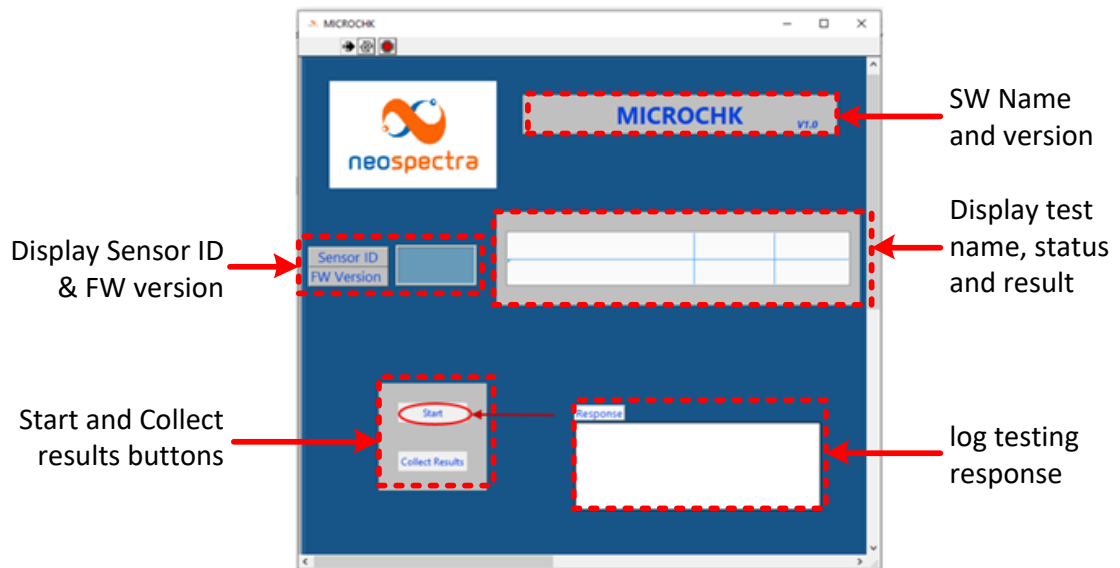 MICROCHK
neospectra
MICROCHK
V1.0
SW Name
and version
Display Sensor ID
& FW version
Sensor ID
FW Version
Display test
name, status
and result
Start and Collect
results buttons
Start
Collect Results
Response
log testing
response